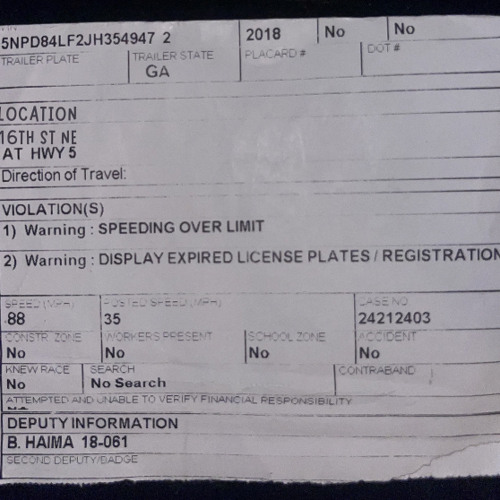 5NPD84LF2JH354947 2 2018 No No
TRAILER PLATE TRAILER STATE PLACARD # DOT #
GA
LOCATION
16TH ST NE
AT HWY 5
Direction of Travel:
VIOLATION(S)
1) Warning : SPEEDING OVER LIMIT
2) Warning : DISPLAY EXPIRED LICENSE PLATES / REGISTRATION
SPEED (MPH) POSTED SPEED (MPH) CASE NO
88 35 24212403
CONSTR. ZONE WORKERS PRESENT SCHOOL ZONE ACCIDENT
No No No No
KNEW RACE SEARCH CONTRABAND
No No Search
ATTEMPTED AND UNABLE TO VERIFY FINANCIAL RESPONSIBILITY
DEPUTY INFORMATION
B. HAIMA 18-061
SECOND DEPUTY/BADGE